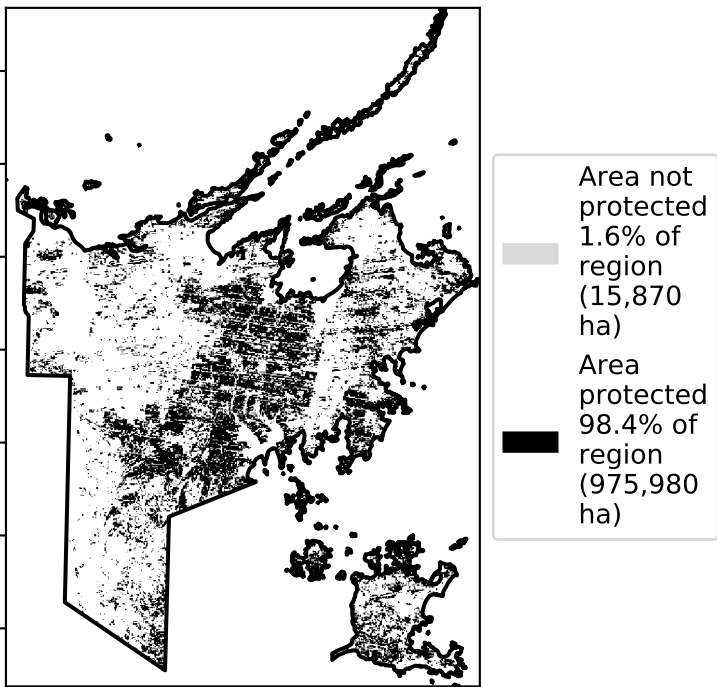 Area not
protected
1.6% of
region
(15,870
ha)
Area
protected
98.4% of
region
(975,980
ha)